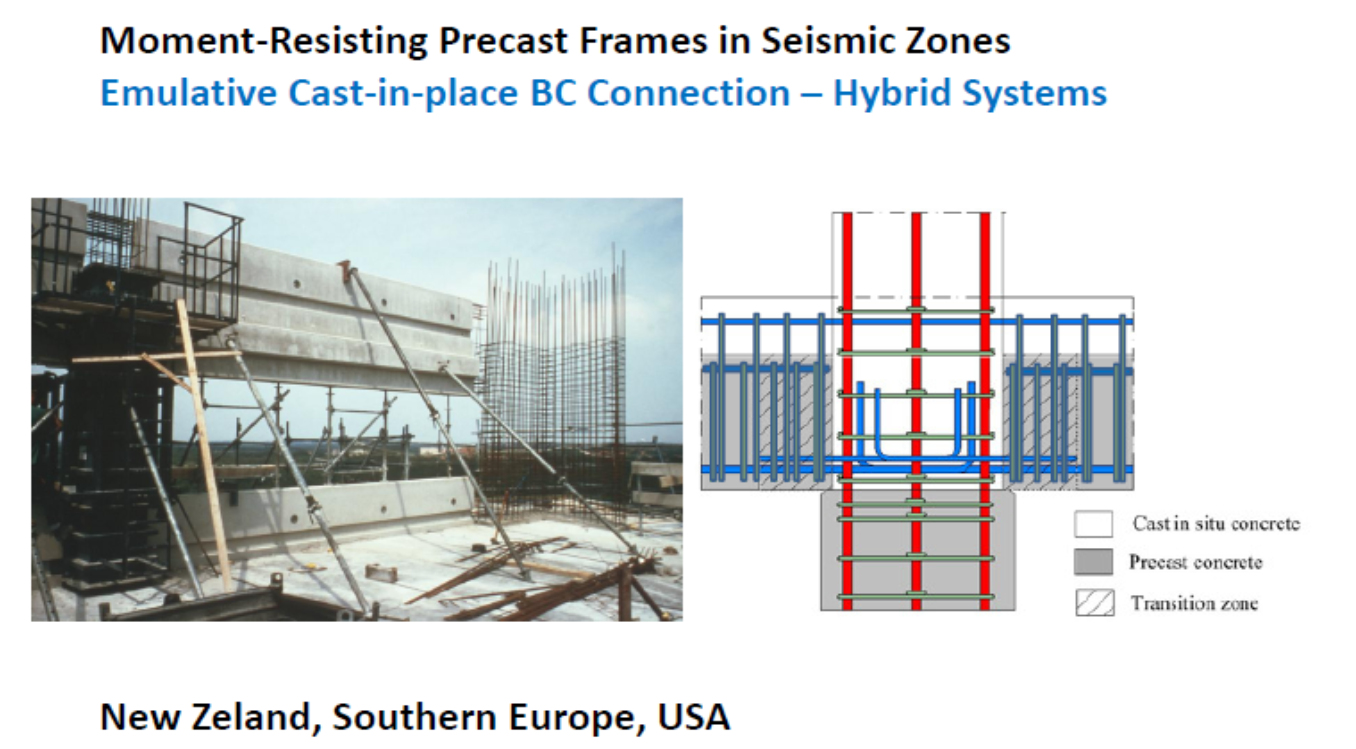 Moment-Resisting Precast Frames in Seismic Zones
Emulative Cast-in-place BC Connection – Hybrid Systems
Cast in situ concrete
Precast concrete
Transition zone
New Zeland, Southern Europe, USA